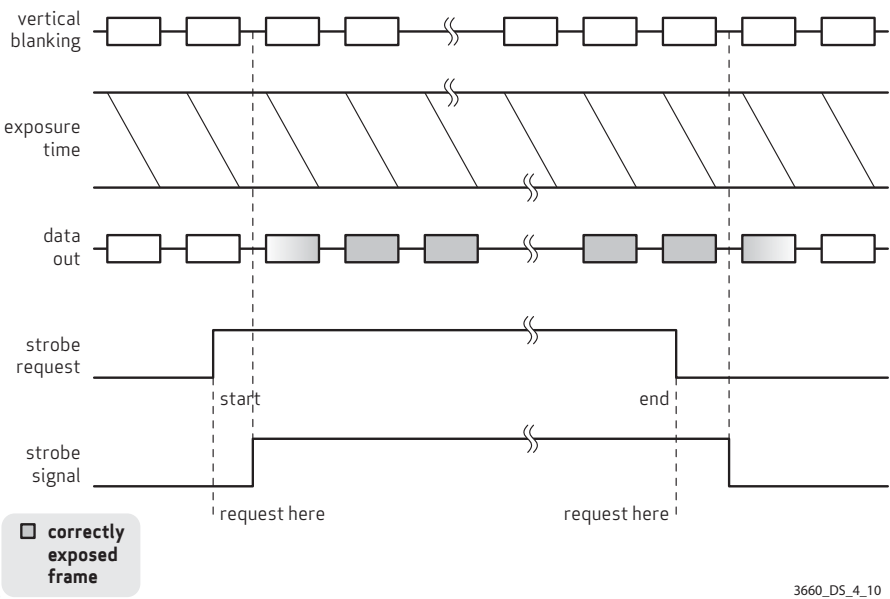 vertical
blanking
exposure
time
data
out
strobe
request
start
end
strobe
signal
request here
request here
correctly
exposed
frame
3660_DS_4_10